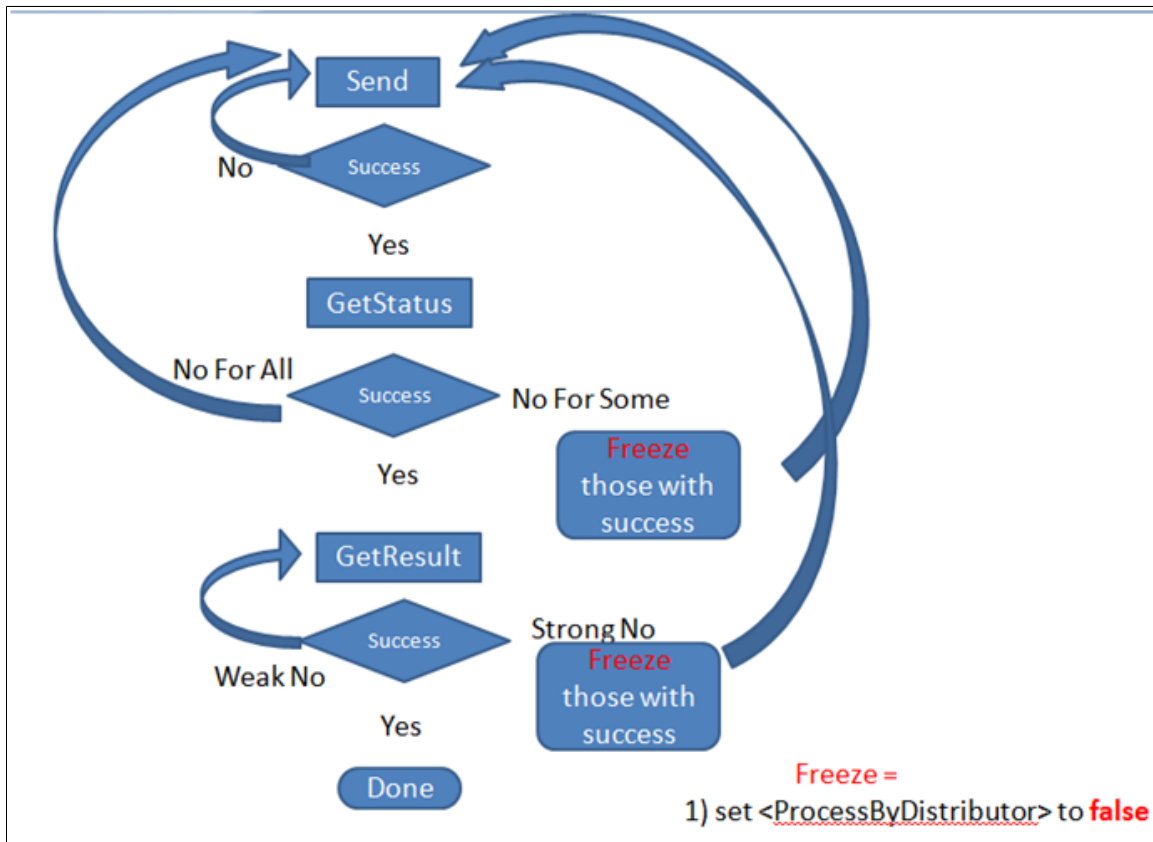 Send
Success
No
Yes
GetStatus
No For All
Success
No For Some
Yes
Freeze
those with
success
GetResult
Success
Strong No
Weak No
Freeze
those with
success
Yes
Done
Freeze =
1) set <ProcessByDistributor> to false